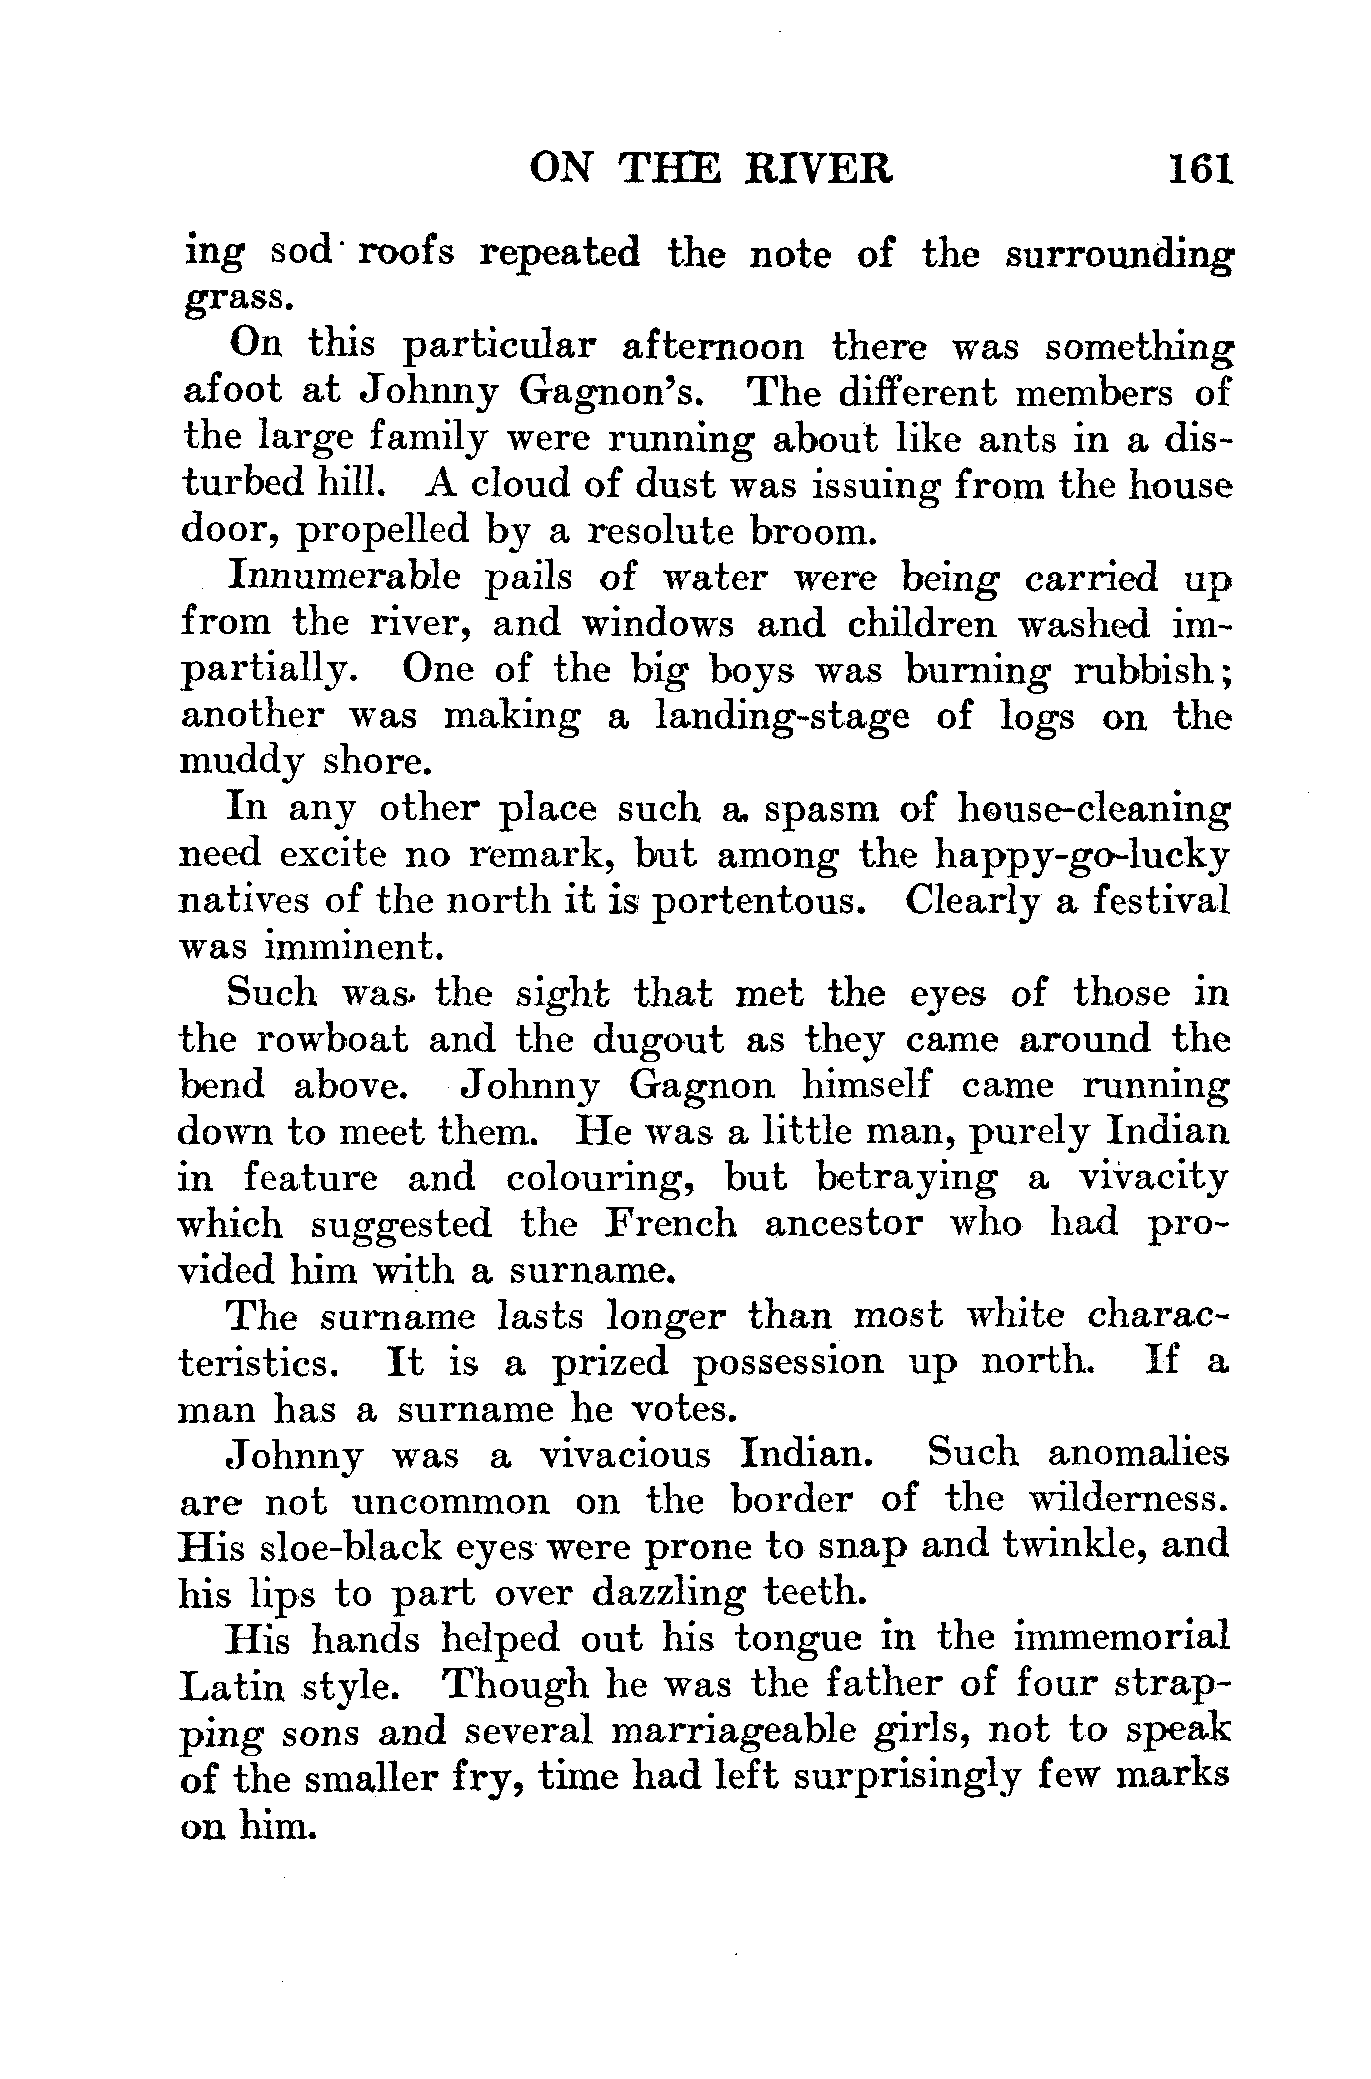 ON THE RIVER 161
ing sod roofs repeated the note of the surrounding
grass.
On this particular afternoon there was something
afoot at Johnny Gagnon's. The different members of
the large family were running about like ants in a dis-
turbed hill. A cloud of dust was issuing from the house
door, propelled by a resolute broom.
Innumerable pails of water were being carried up
from the river, and windows and children washed im-
partially. One of the big boys was burning rubbish;
another was making a landing-stage of logs on the
muddy shore.
In any other place such a spasm of house-cleaning
need excite no remark, but among the happy-go-lucky
natives of the north it is portentous. Clearly a festival
was imminent.
Such was the sight that met the eyes of those in
the rowboat and the dugout as they came around the
bend above. Johnny Gagnon himself came running
down to meet them. He was a little man, purely Indian
in feature and colouring, but betraying a vivacity
which suggested the French ancestor who had pro-
vided him with a surname.
The surname lasts longer than most white charac-
teristics. It is a prized possession up north. If a
man has a surname he votes.
Johnny was a vivacious Indian. Such anomalies
are not uncommon on the border of the wilderness.
His sloe-black eyes were prone to snap and twinkle, and
his lips to part over dazzling teeth.
His hands helped out his tongue in the immemorial
Latin style. Though he was the father of four strap-
ping sons and several marriageable girls, not to speak
of the smaller fry, time had left surprisingly few marks
on him.